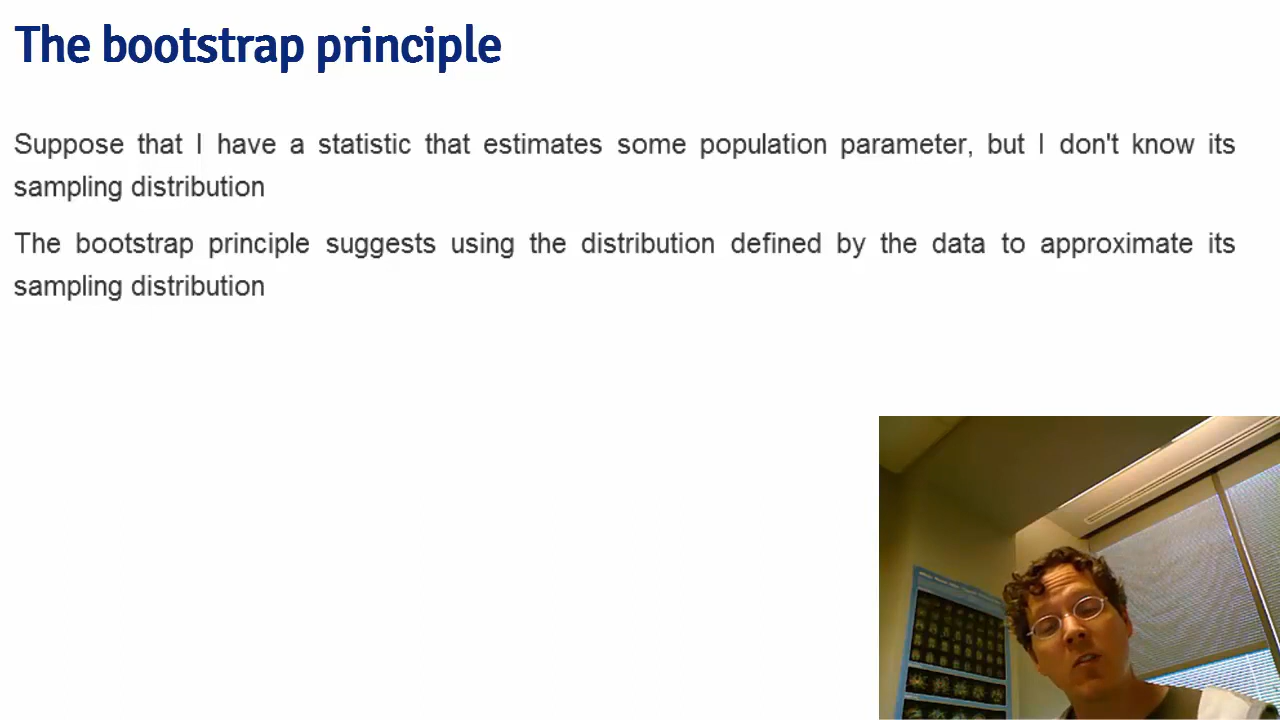 The bootstrap principle
Suppose that I have a statistic that estimates some population parameter, but I don't know its
sampling distribution
The bootstrap principle suggests using the distribution defined by the data to approximate its
sampling distribution